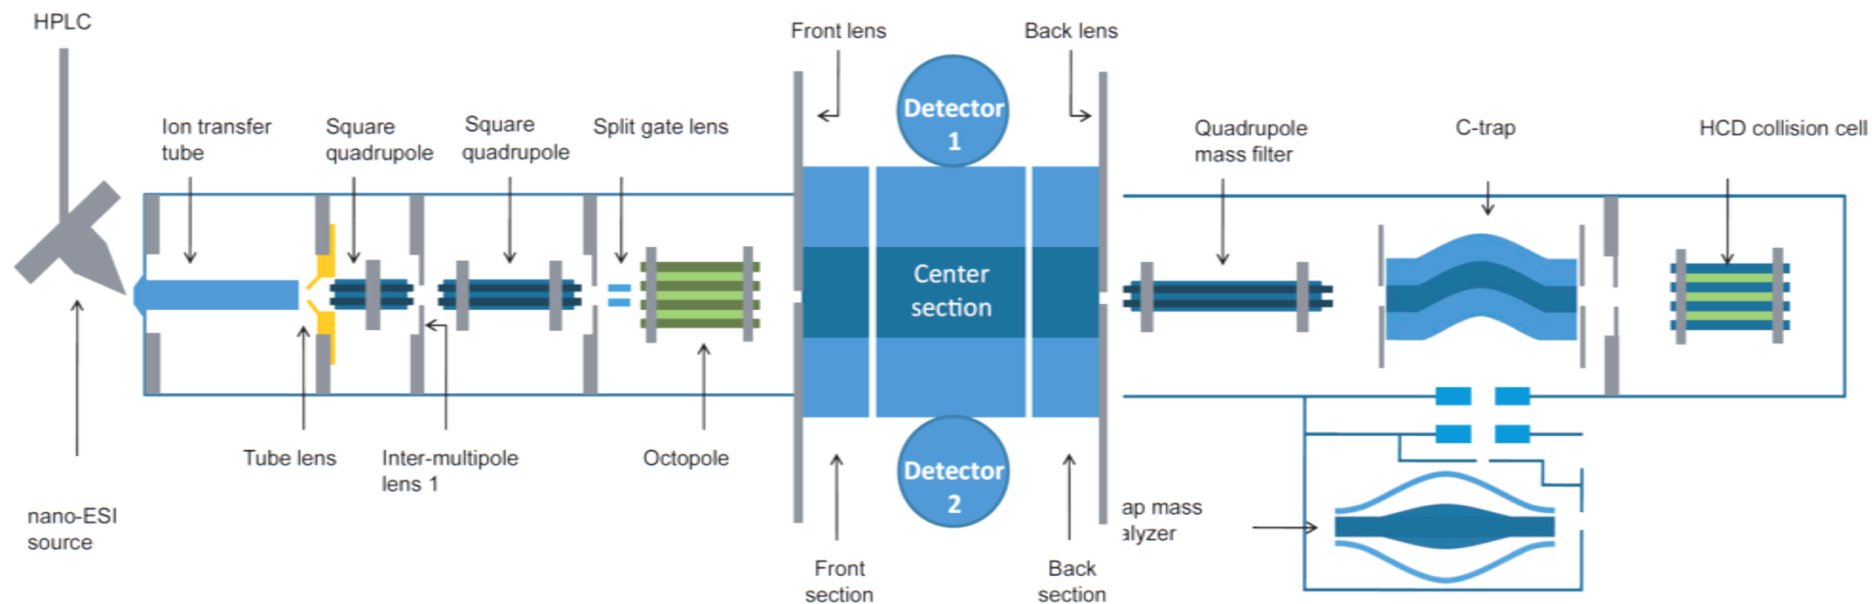 HPLC
Front lens
Back lens
Detector
1
Ion transfer
tube
Square
quadrupole
Square
quadrupole
Split gate lens
Quadrupole
mass filter
C-trap
HCD collision cell
Center
section
Tube lens
Inter-multipole
lens 1
Octopole
Detector
2
nano-ESI
source
ap mass
alyzer
Front
section
Back
section